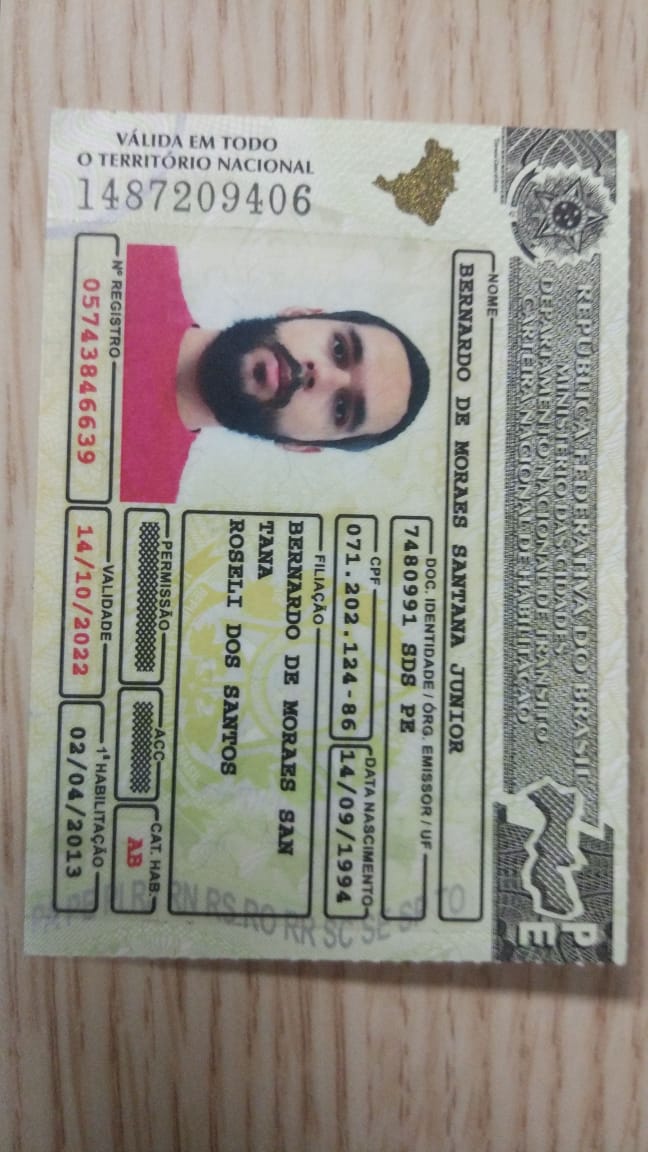 REPÚBLICA FEDERATIVA DO BRASIL
MINISTÉRIO DAS CIDADES
DEPARTAMENTO NACIONAL DE TRÂNSITO
CARTEIRA NACIONAL DE HABILITAÇÃO
PE
VÁLIDA EM TODO
O TERRITÓRIO NACIONAL
1487209406
NOME
BERNARDO DE MORAES SANTANA JUNIOR
DOC. IDENTIDADE / ÓRG. EMISSOR / UF
7480991 SDS PE
CPF
071.202.124-86
DATA NASCIMENTO
14/09/1994
FILIAÇÃO
BERNARDO DE MORAES SAN
TANA
ROSELI DOS SANTOS
PERMISSÃO
ACC
CAT. HAB.
AB
Nº REGISTRO
05743846639
VALIDADE
14/10/2022
1ª HABILITAÇÃO
02/04/2013
RN RS RO RR SC SE SP TO